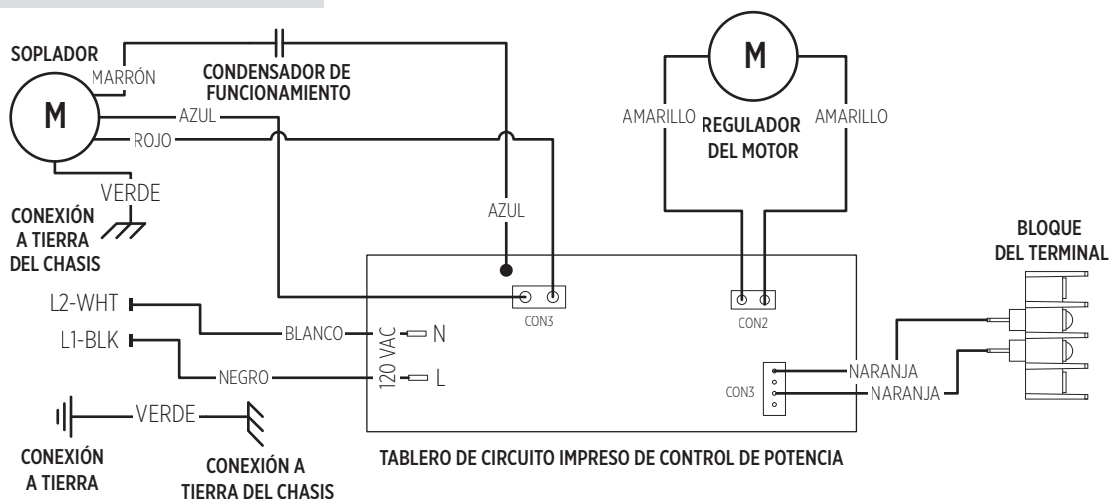 SOPLADOR
M
MARRÓN
CONDENSADOR DE
FUNCIONAMIENTO
AZUL
ROJO
VERDE
CONEXIÓN
A TIERRA
DEL CHASIS
AZUL
M
AMARILLO
AMARILLO
REGULADOR
DEL MOTOR
BLOQUE
DEL TERMINAL
L2-WHT
BLANCO
L1-BLK
NEGRO
120 VAC
N
L
CON3
CON2
CON3
NARANJA
NARANJA
VERDE
CONEXIÓN
A TIERRA
CONEXIÓN A
TIERRA DEL CHASIS
TABLERO DE CIRCUITO IMPRESO DE CONTROL DE POTENCIA